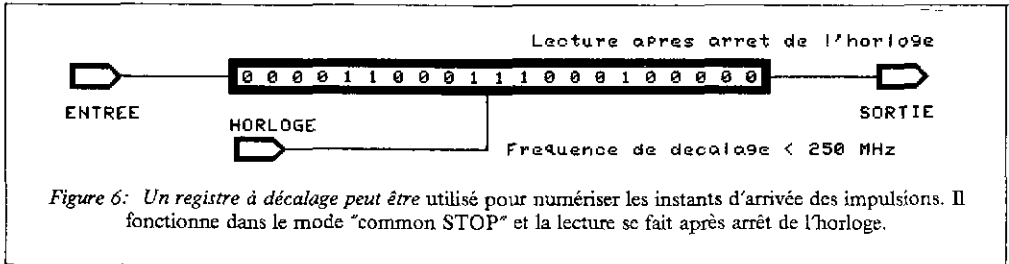 Lecture apres arret de l'horloge
0 0 0 0 1 1 0 0 0 1 1 1 0 0 0 1 0 0 0 0 0
ENTREE
SORTIE
HORLOGE
Frequence de decalage < 250 MHz
Figure 6: Un registre à décalage peut être utilisé pour numériser les instants d'arrivée des impulsions. Il
fonctionne dans le mode "common STOP" et la lecture se fait après arrêt de l'horloge.